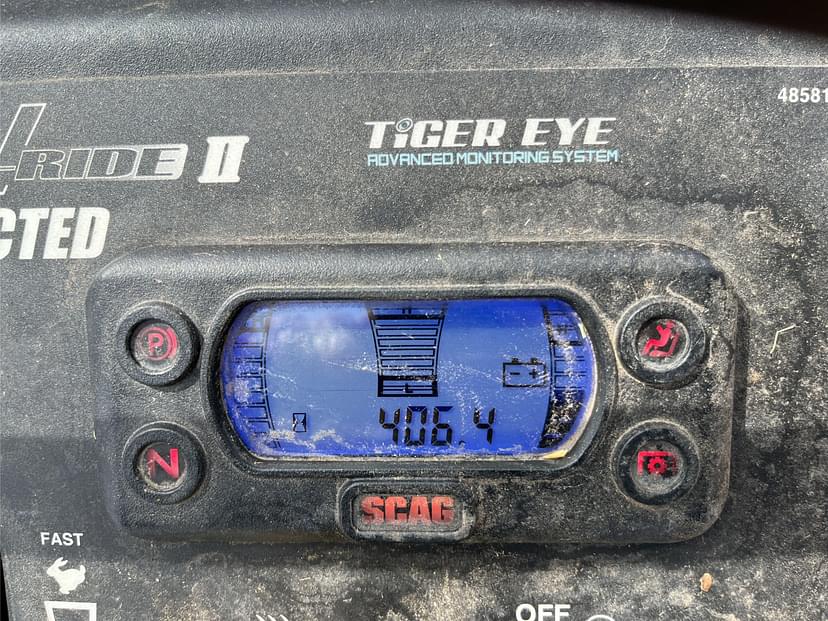 48581
TIGER EYE
ADVANCED MONITORING SYSTEM
RIDE II
CTED
P
406.4
N
SCAG
FAST
OFF